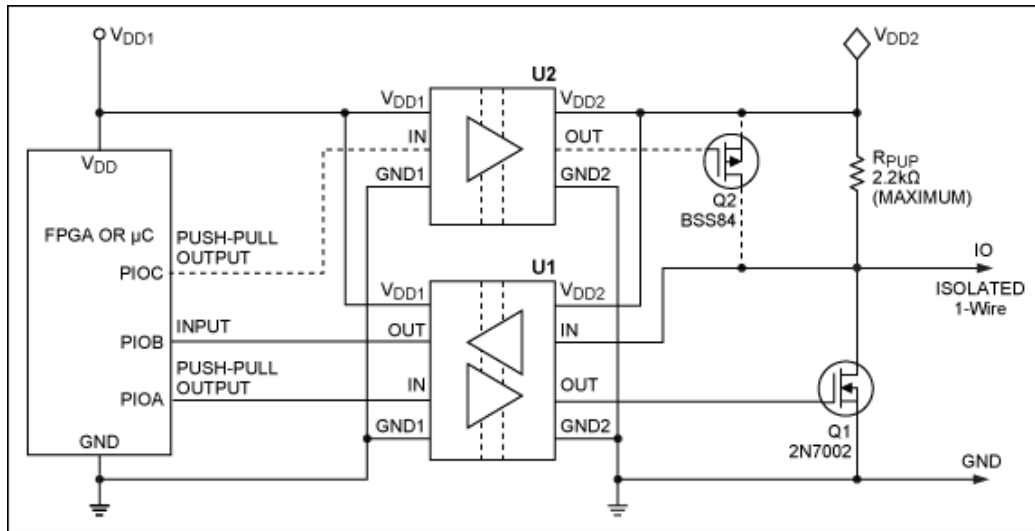 VDD1
VDD2
U2
VDD1
VDD2
IN
OUT
GND1
GND2
Q2
BSS84
RPUP
2.2kΩ
(MAXIMUM)
VDD
FPGA OR µC
PUSH-PULL
OUTPUT
PIOC
U1
VDD1
VDD2
IO
ISOLATED
1-Wire
INPUT
PIOB
OUT
IN
PUSH-PULL
OUTPUT
PIOA
IN
OUT
GND
GND1
GND2
Q1
2N7002
GND